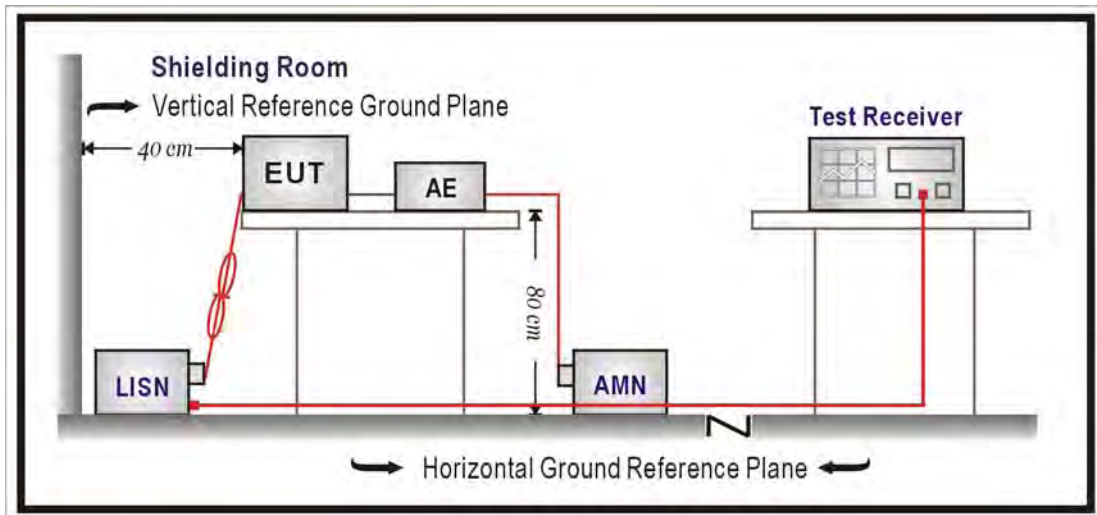 Shielding Room
Vertical Reference Ground Plane
Test Receiver
40 cm
EUT
AE
80 cm
LISN
AMN
Horizontal Ground Reference Plane